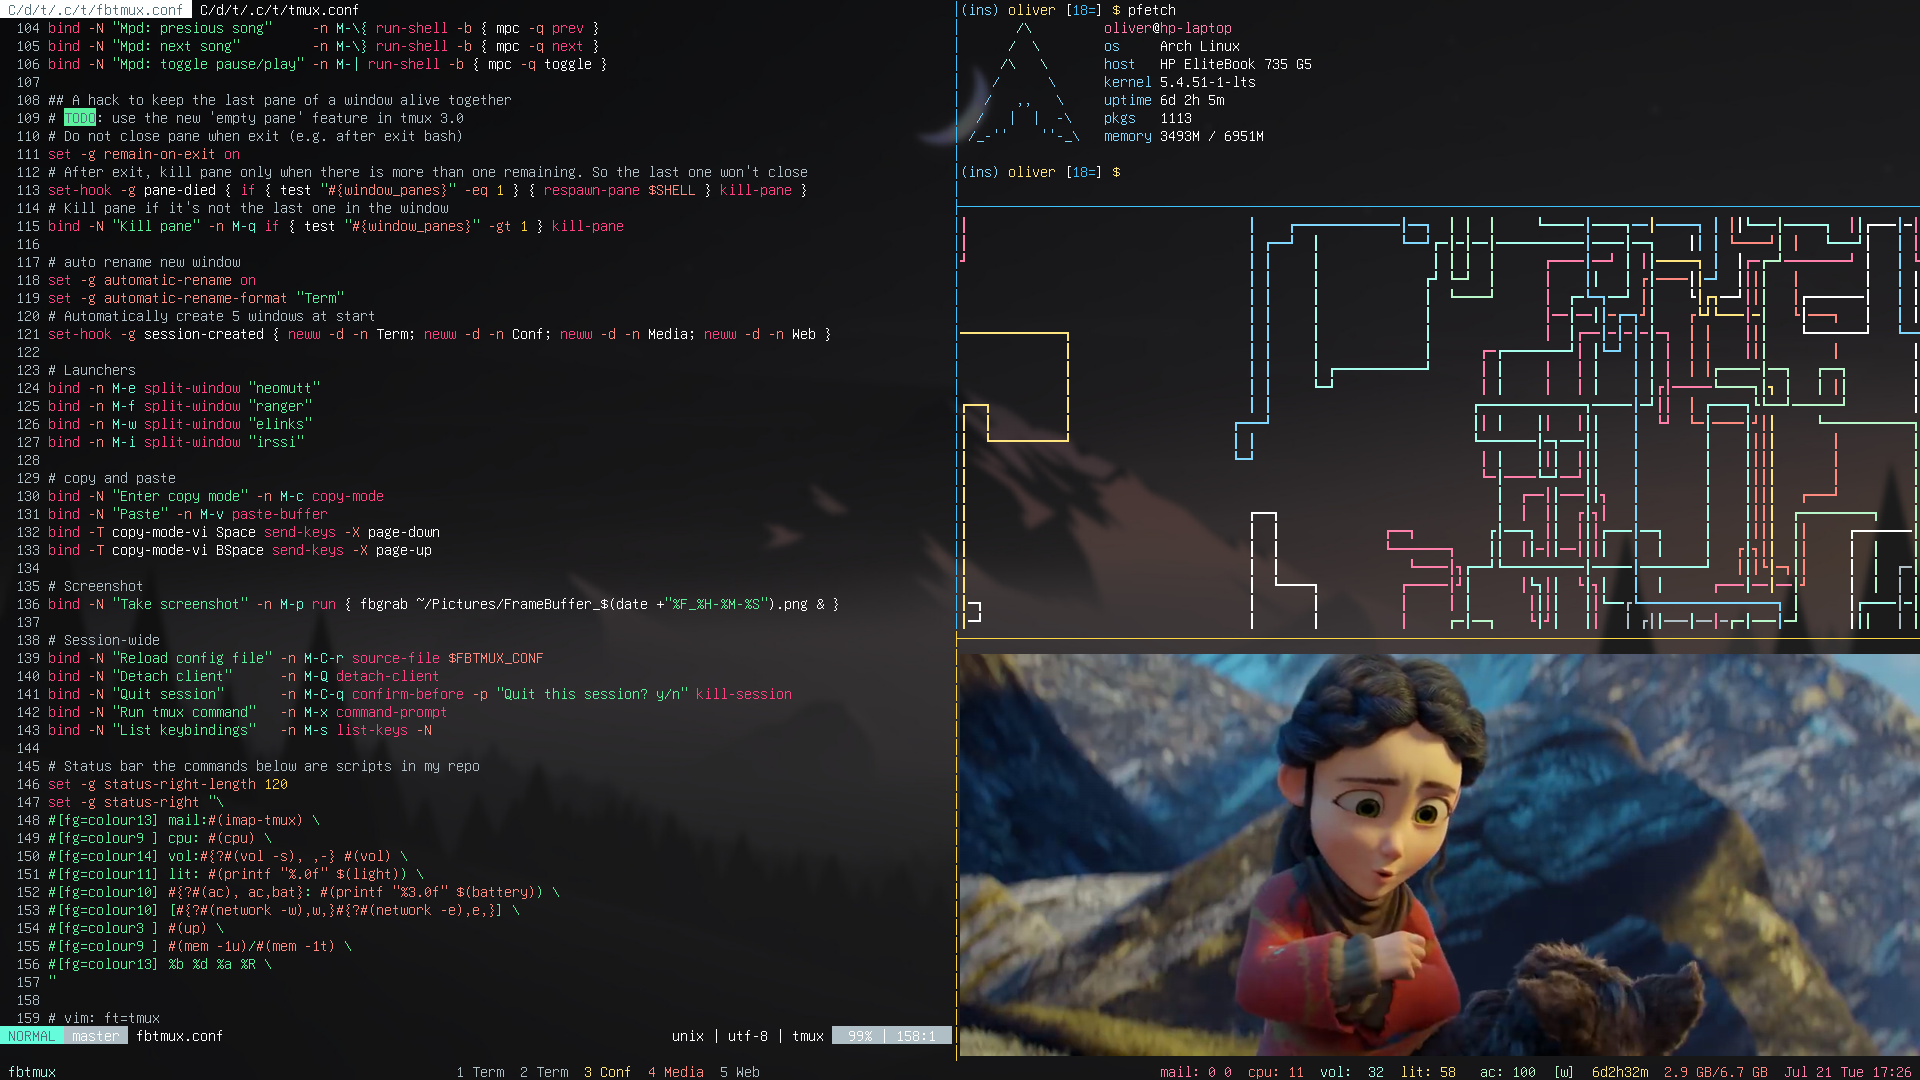 C/d/t/.c/t/fbtmux.conf  C/d/t/.c/t/tmux.conf
104 bind -N "Mpd: presious song"     -n M-\{ run-shell -b { mpc -q prev }
105 bind -N "Mpd: next song"         -n M-\} run-shell -b { mpc -q next }
106 bind -N "Mpd: toggle pause/play" -n M-| run-shell -b { mpc -q toggle }
107
108 ## A hack to keep the last pane of a window alive together
109 # TODO: use the new 'empty pane' feature in tmux 3.0
110 # Do not close pane when exit (e.g. after exit bash)
111 set -g remain-on-exit on
112 # After exit, kill pane only when there is more than one remaining. So the last one won't close
113 set-hook -g pane-died { if { test "#{window_panes}" -eq 1 } { respawn-pane $SHELL } kill-pane }
114 # Kill pane if it's not the last one in the window
115 bind -N "Kill pane" -n M-q if { test "#{window_panes}" -gt 1 } kill-pane
116
117 # auto rename new window
118 set -g automatic-rename on
119 set -g automatic-rename-format "Term"
120 # Automatically create 5 windows at start
121 set-hook -g session-created { neww -d -n Term; neww -d -n Conf; neww -d -n Media; neww -d -n Web }
122
123 # Launchers
124 bind -n M-e split-window "neomutt"
125 bind -n M-f split-window "ranger"
126 bind -n M-w split-window "elinks"
127 bind -n M-i split-window "irssi"
128
129 # copy and paste
130 bind -N "Enter copy mode" -n M-c copy-mode
131 bind -N "Paste" -n M-v paste-buffer
132 bind -T copy-mode-vi Space send-keys -X page-down
133 bind -T copy-mode-vi BSpace send-keys -X page-up
134
135 # Screenshot
136 bind -N "Take screenshot" -n M-p run { fbgrab ~/Pictures/FrameBuffer_$(date +"%F_%H-%M-%S").png & }
137
138 # Session-wide
139 bind -N "Reload config file" -n M-C-r source-file $FBTMUX_CONF
140 bind -N "Detach client"      -n M-Q detach-client
141 bind -N "Quit session"       -n M-C-q confirm-before -p "Quit this session? y/n" kill-session
142 bind -N "Run tmux command"   -n M-x command-prompt
143 bind -N "List keybindings"   -n M-s list-keys -N
144
145 # Status bar the commands below are scripts in my repo
146 set -g status-right-length 120
147 set -g status-right "\
148 #[fg=colour13] mail:#(imap-tmux) \
149 #[fg=colour9 ] cpu: #(cpu) \
150 #[fg=colour14] vol:#{?#(vol -s), ,-} #(vol) \
151 #[fg=colour11] lit: #(printf "%.0f" $(light)) \
152 #[fg=colour10] #{?#(ac), ac,bat}: #(printf "%3.0f" $(battery)) \
153 #[fg=colour10] [#{?#(network -w),w,}#{?#(network -e),e,}] \
154 #[fg=colour3 ] #(up) \
155 #[fg=colour9 ] #(mem -1u)/#(mem -1t) \
156 #[fg=colour13] %b %d %a %R \
157 "
158
159 # vim: ft=tmux
NORMAL  master  fbtmux.conf  unix | utf-8 | tmux  99% | 158:1
(ins) oliver [18=] $ pfetch
oliver@hp-laptop
os     Arch Linux
host   HP EliteBook 735 G5
kernel 5.4.51-1-lts
uptime 6d 2h 5m
pkgs   1113
memory 3493M / 6951M
(ins) oliver [18=] $
fbtmux  1 Term  2 Term  3 Conf  4 Media  5 Web  mail: 0 0  cpu: 11  vol:  32  lit: 58   ac: 100  [w]  6d2h32m  2.9 GB/6.7 GB  Jul 21 Tue 17:26